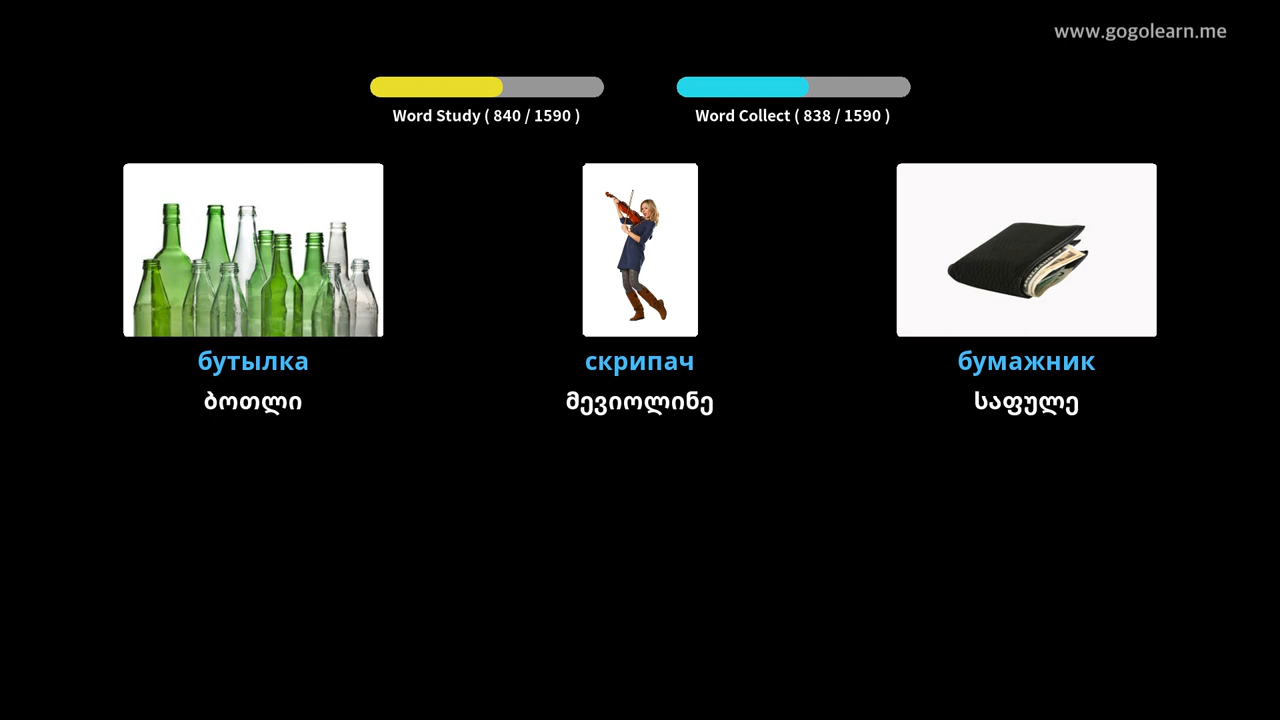 www.gogolearn.me
Word Study ( 840 / 1590 )
Word Collect ( 838 / 1590 )
бутылка
скрипач
бумажник
ბოთლი
მევიოლინე
საფულე